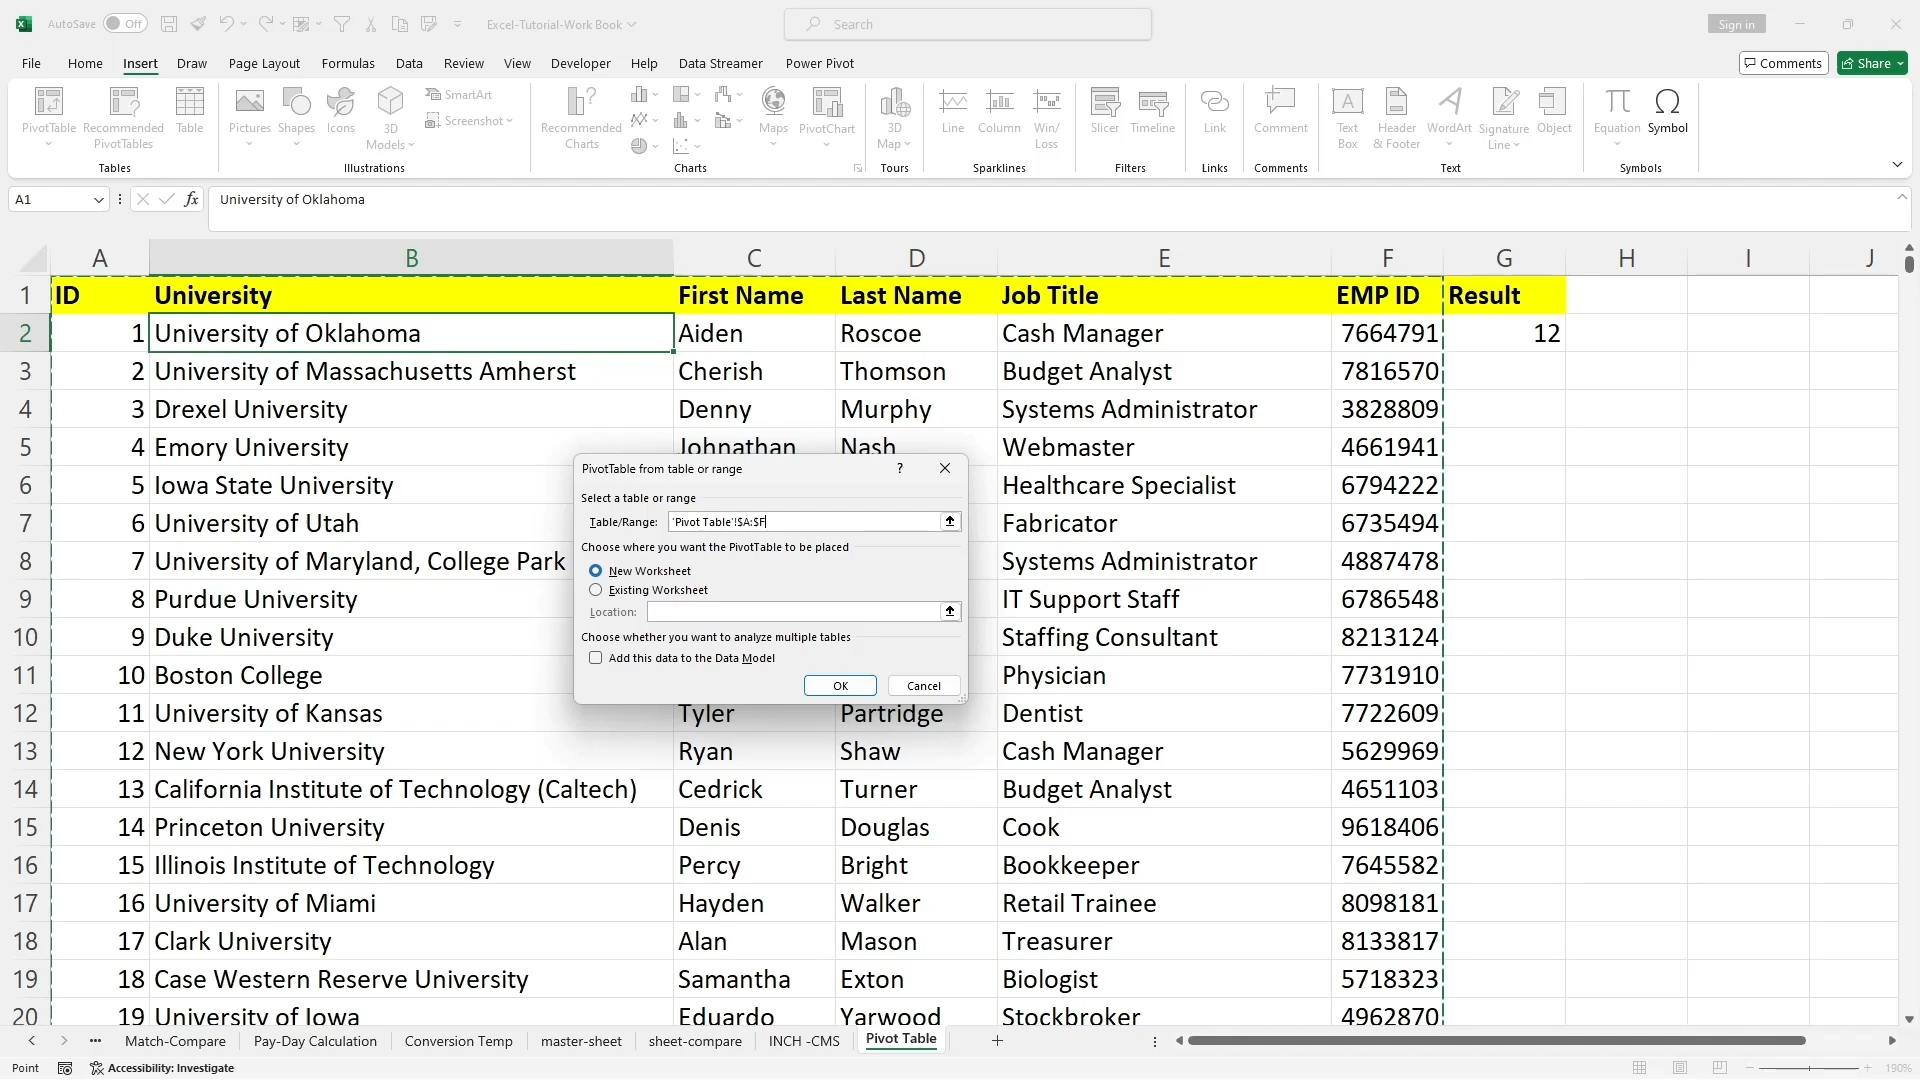 AutoSave Off Excel-Tutorial-Work Book Search Sign in
File Home Insert Draw Page Layout Formulas Data Review View Developer Help Data Streamer Power Pivot Comments Share
PivotTable Recommended PivotTables Table
Tables
Pictures Shapes Icons 3D Models SmartArt Screenshot
Illustrations
Recommended Charts Maps PivotChart
Charts
3D Map
Tours
Line Column Win/Loss
Sparklines
Slicer Timeline
Filters
Link
Links
Comment
Comments
Text Box Header & Footer WordArt Signature Line Object
Text
Equation Symbol
Symbols
A1 fx University of Oklahoma
A B C D E F G H I J
1 ID University First Name Last Name Job Title EMP ID Result
2 1 University of Oklahoma Aiden Roscoe Cash Manager 7664791 12
3 2 University of Massachusetts Amherst Cherish Thomson Budget Analyst 7816570
4 3 Drexel University Denny Murphy Systems Administrator 3828809
5 4 Emory University Johnathan Nash Webmaster 4661941
6 5 Iowa State University Healthcare Specialist 6794222
7 6 University of Utah Fabricator 6735494
8 7 University of Maryland, College Park Systems Administrator 4887478
9 8 Purdue University IT Support Staff 6786548
10 9 Duke University Staffing Consultant 8213124
11 10 Boston College Physician 7731910
12 11 University of Kansas Tyler Partridge Dentist 7722609
13 12 New York University Ryan Shaw Cash Manager 5629969
14 13 California Institute of Technology (Caltech) Cedrick Turner Budget Analyst 4651103
15 14 Princeton University Denis Douglas Cook 9618406
16 15 Illinois Institute of Technology Percy Bright Bookkeeper 7645582
17 16 University of Miami Hayden Walker Retail Trainee 8098181
18 17 Clark University Alan Mason Treasurer 8133817
19 18 Case Western Reserve University Samantha Exton Biologist 5718323
20 19 University of Iowa Eduardo Yarwood Stockbroker 4962870
PivotTable from table or range ?
Select a table or range
Table/Range: 'Pivot Table'!$A:$F
Choose where you want the PivotTable to be placed
New Worksheet
Existing Worksheet
Location:
Choose whether you want to analyze multiple tables
Add this data to the Data Model
OK Cancel
Match-Compare Pay-Day Calculation Conversion Temp master-sheet sheet-compare INCH -CMS Pivot Table
Point Accessibility: Investigate 190%